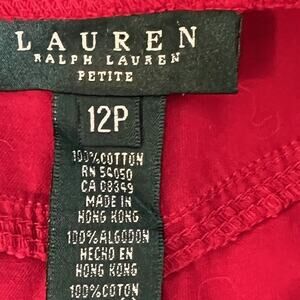 LAUREN
RALPH LAUREN
PETITE
12P
100% COTTON
RN 56050
CA 08349
MADE IN
HONG KONG
100% ALGODON
HECHO EN
HONG KONG
100% COTON